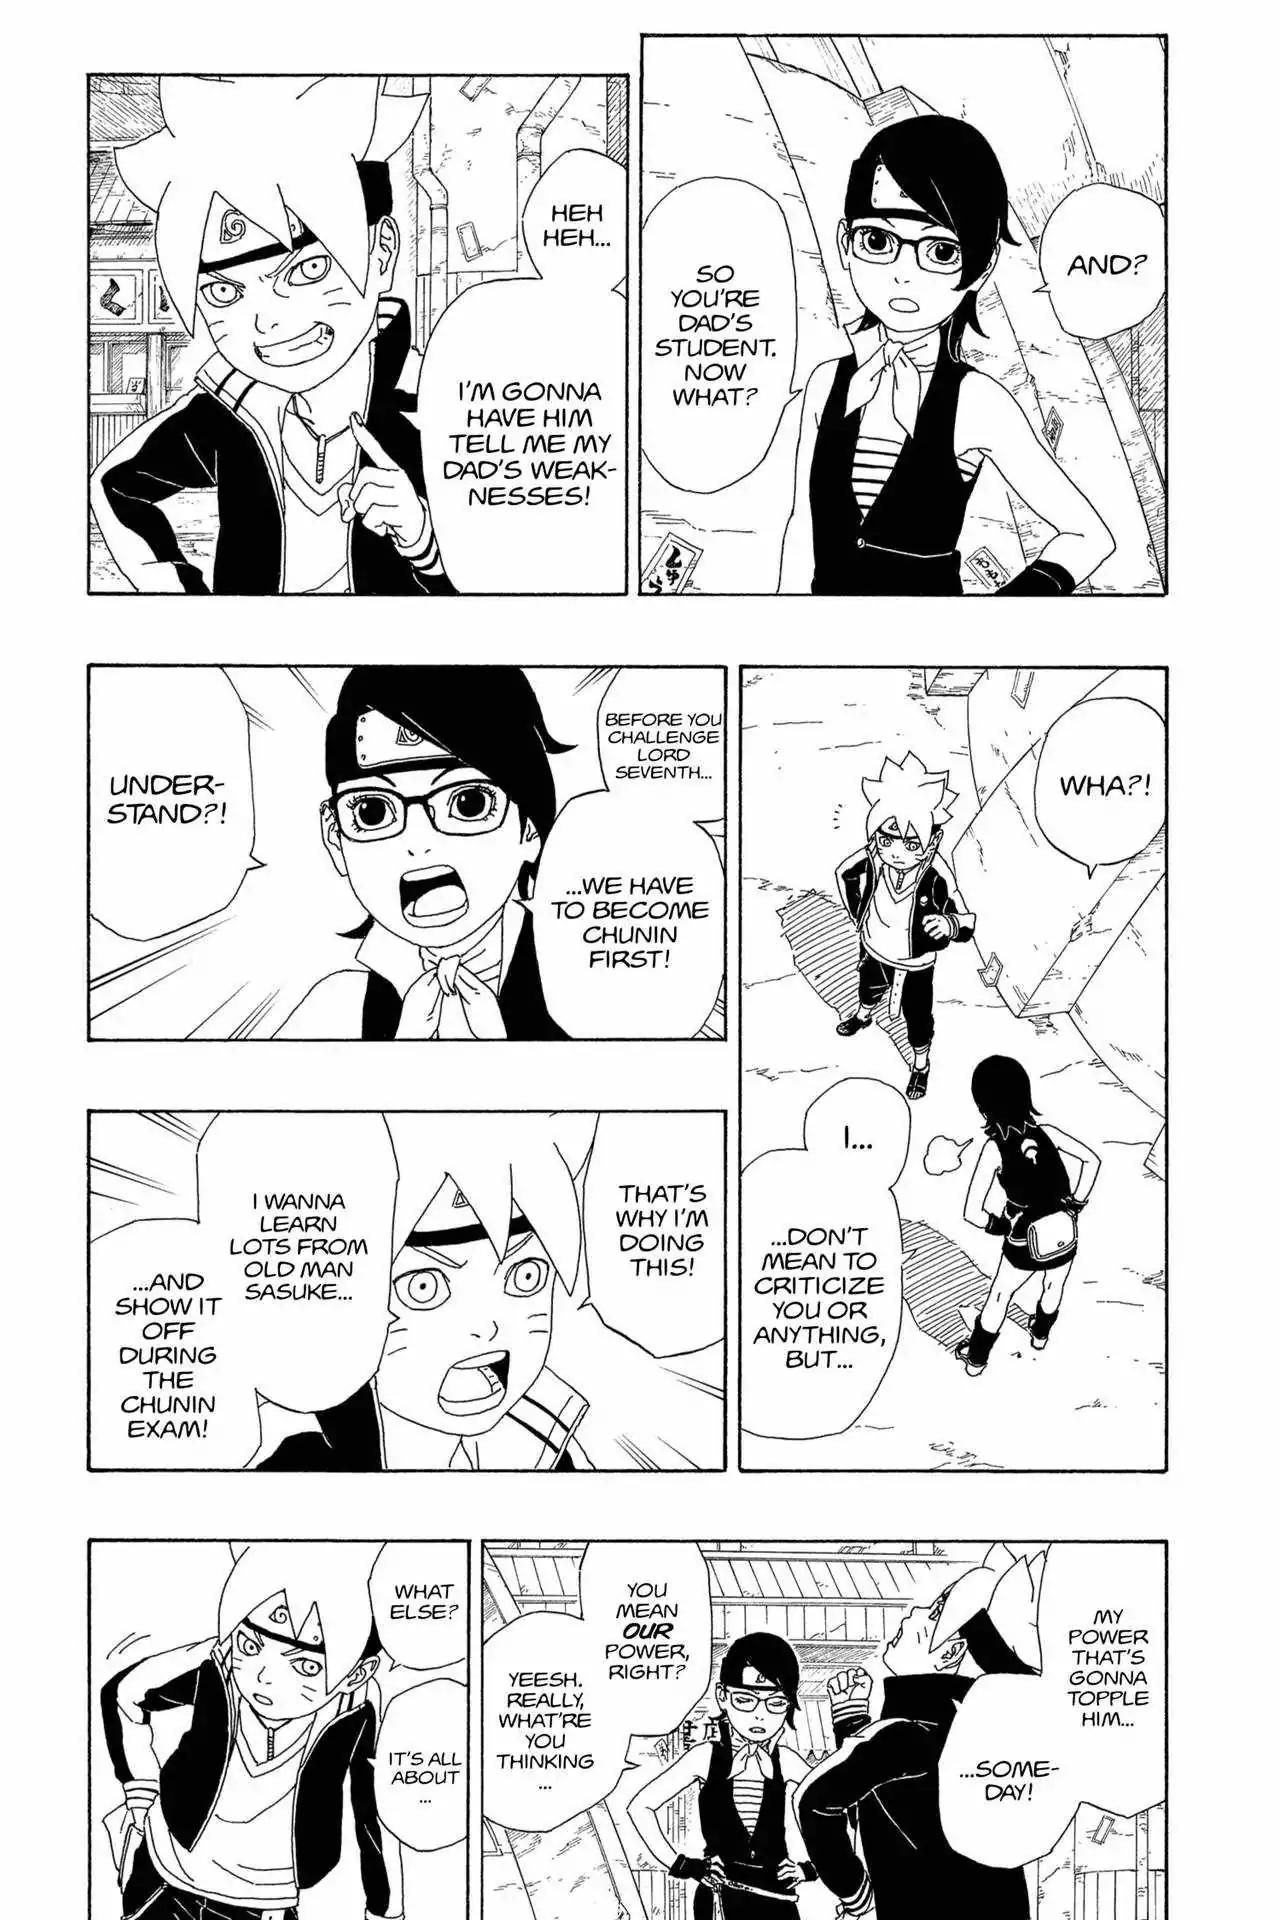 AND?
SO
YOU'RE
DAD'S
STUDENT.
NOW
WHAT?
HEH
HEH...
I'M GONNA
HAVE HIM
TELL ME MY
DAD'S WEAK-
NESSES!
WHA?!
I...
...DON'T
MEAN TO
CRITICIZE
YOU OR
ANYTHING,
BUT...
BEFORE YOU
CHALLENGE
LORD
SEVENTH...
...WE HAVE
TO BECOME
CHUNIN
FIRST!
UNDER-
STAND?!
THAT'S
WHY I'M
DOING
THIS!
I WANNA
LEARN
LOTS FROM
OLD MAN
SASUKE...
...AND
SHOW IT
OFF
DURING
THE
CHUNIN
EXAM!
MY
POWER
THAT'S
GONNA
TOPPLE
HIM...
...SOME-
DAY!
YOU
MEAN
OUR
POWER,
RIGHT?
YEESH.
REALLY,
WHAT'RE
YOU
THINKING
...
WHAT
ELSE?
IT'S ALL
ABOUT
...